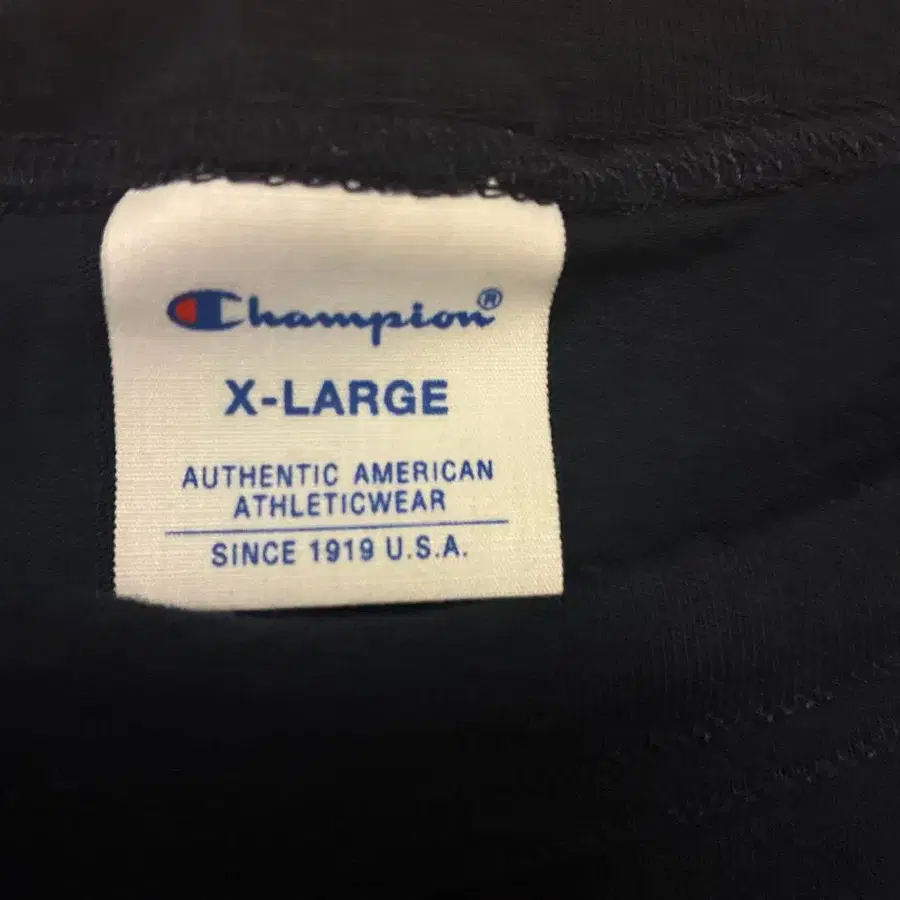 Champion®
X-LARGE
AUTHENTIC AMERICAN
ATHLETICWEAR
SINCE 1919 U.S.A.